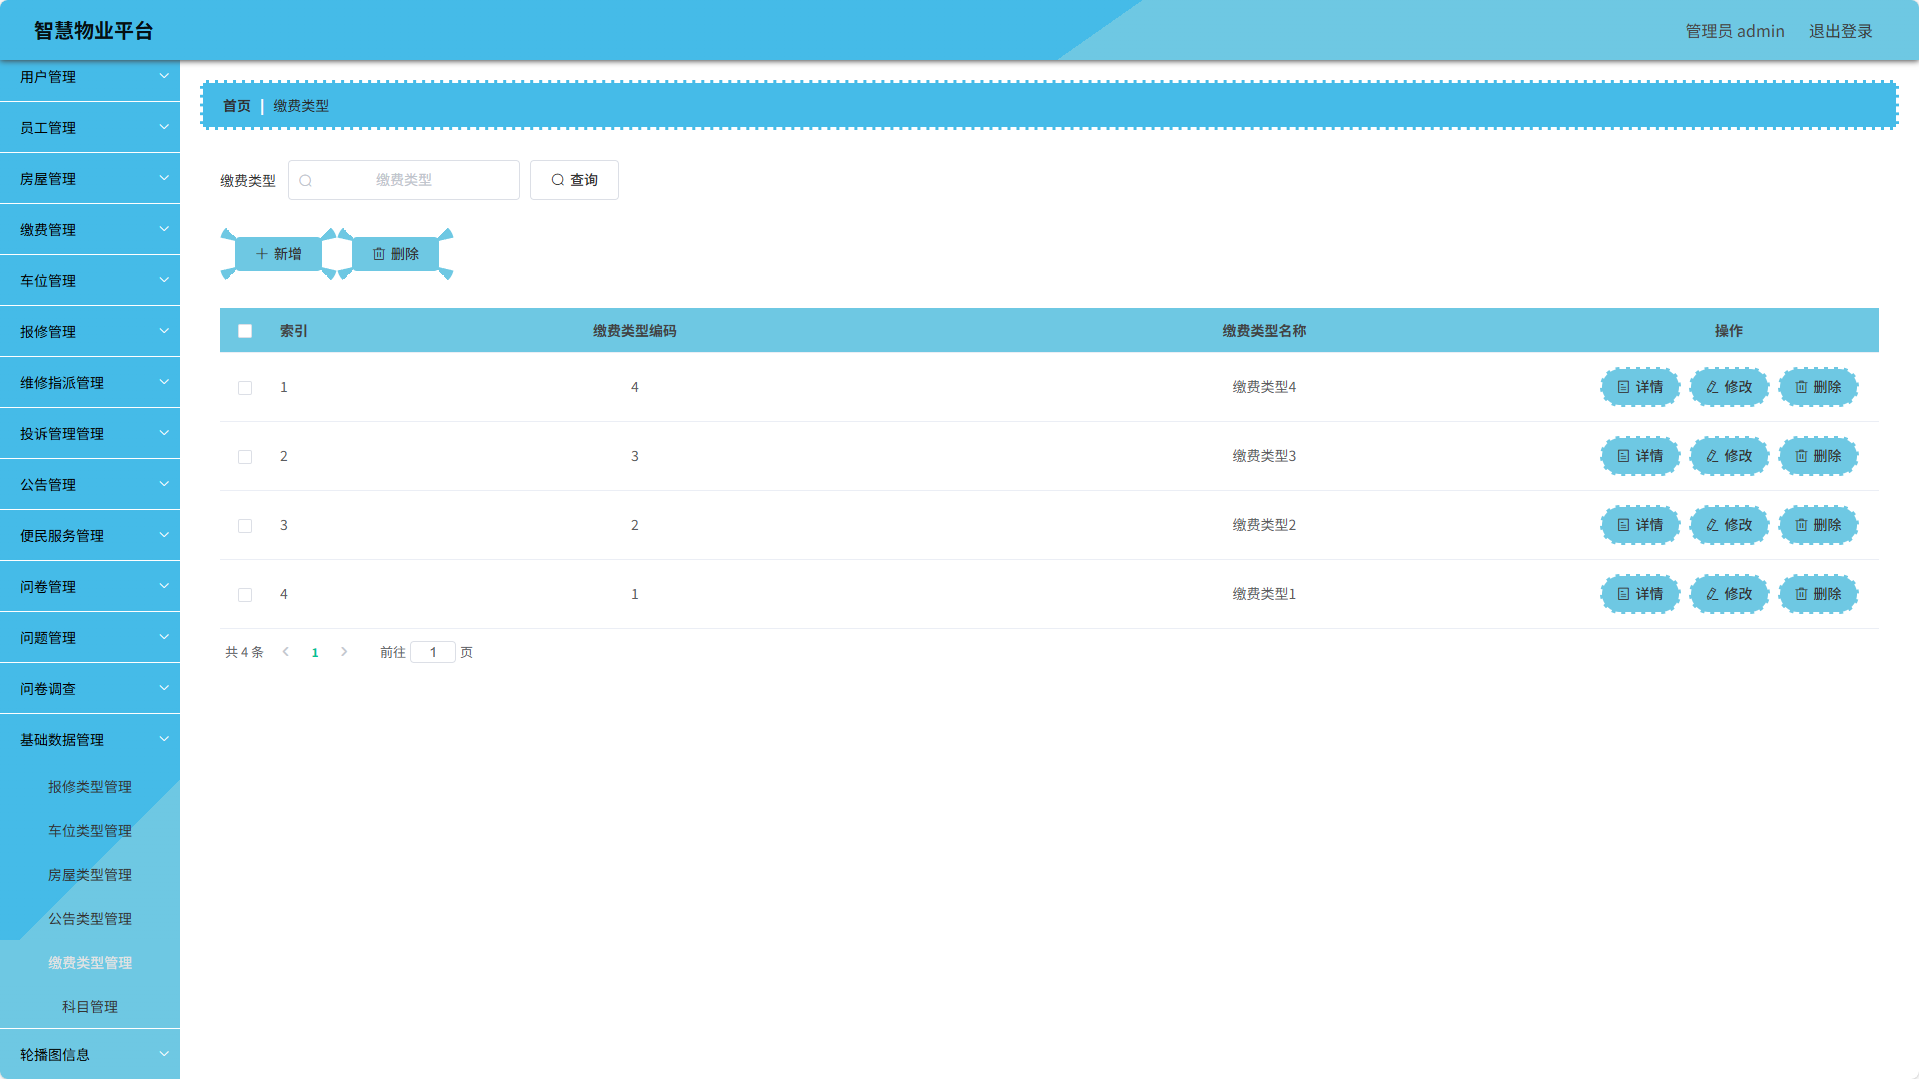 智慧物业平台
管理员 admin 退出登录
用户管理
员工管理
房屋管理
缴费管理
车位管理
报修管理
维修指派管理
投诉管理管理
公告管理
便民服务管理
问卷管理
问题管理
问卷调查
基础数据管理
报修类型管理
车位类型管理
房屋类型管理
公告类型管理
缴费类型管理
科目管理
轮播图信息
首页 | 缴费类型
缴费类型 缴费类型 查询
新增 删除
索引 缴费类型编码 缴费类型名称 操作
1 4 缴费类型4 详情 修改 删除
2 3 缴费类型3 详情 修改 删除
3 2 缴费类型2 详情 修改 删除
4 1 缴费类型1 详情 修改 删除
共 4 条 1 前往 1 页